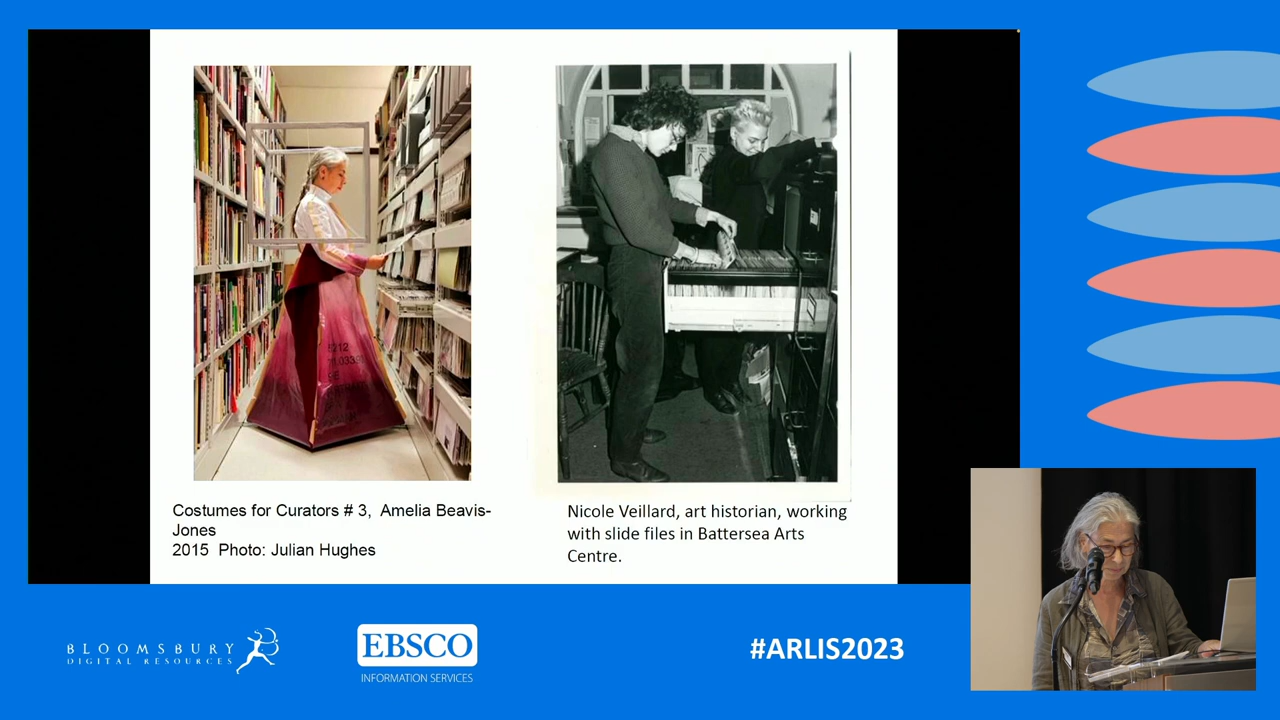 5212
Costumes for Curators # 3, Amelia Beavis-
Jones
2015 Photo: Julian Hughes
Nicole Veillard, art historian, working
with slide files in Battersea Arts
Centre.
BLOOMSBURY
DIGITAL RESOURCES
EBSCO
INFORMATION SERVICES
#ARLIS2023